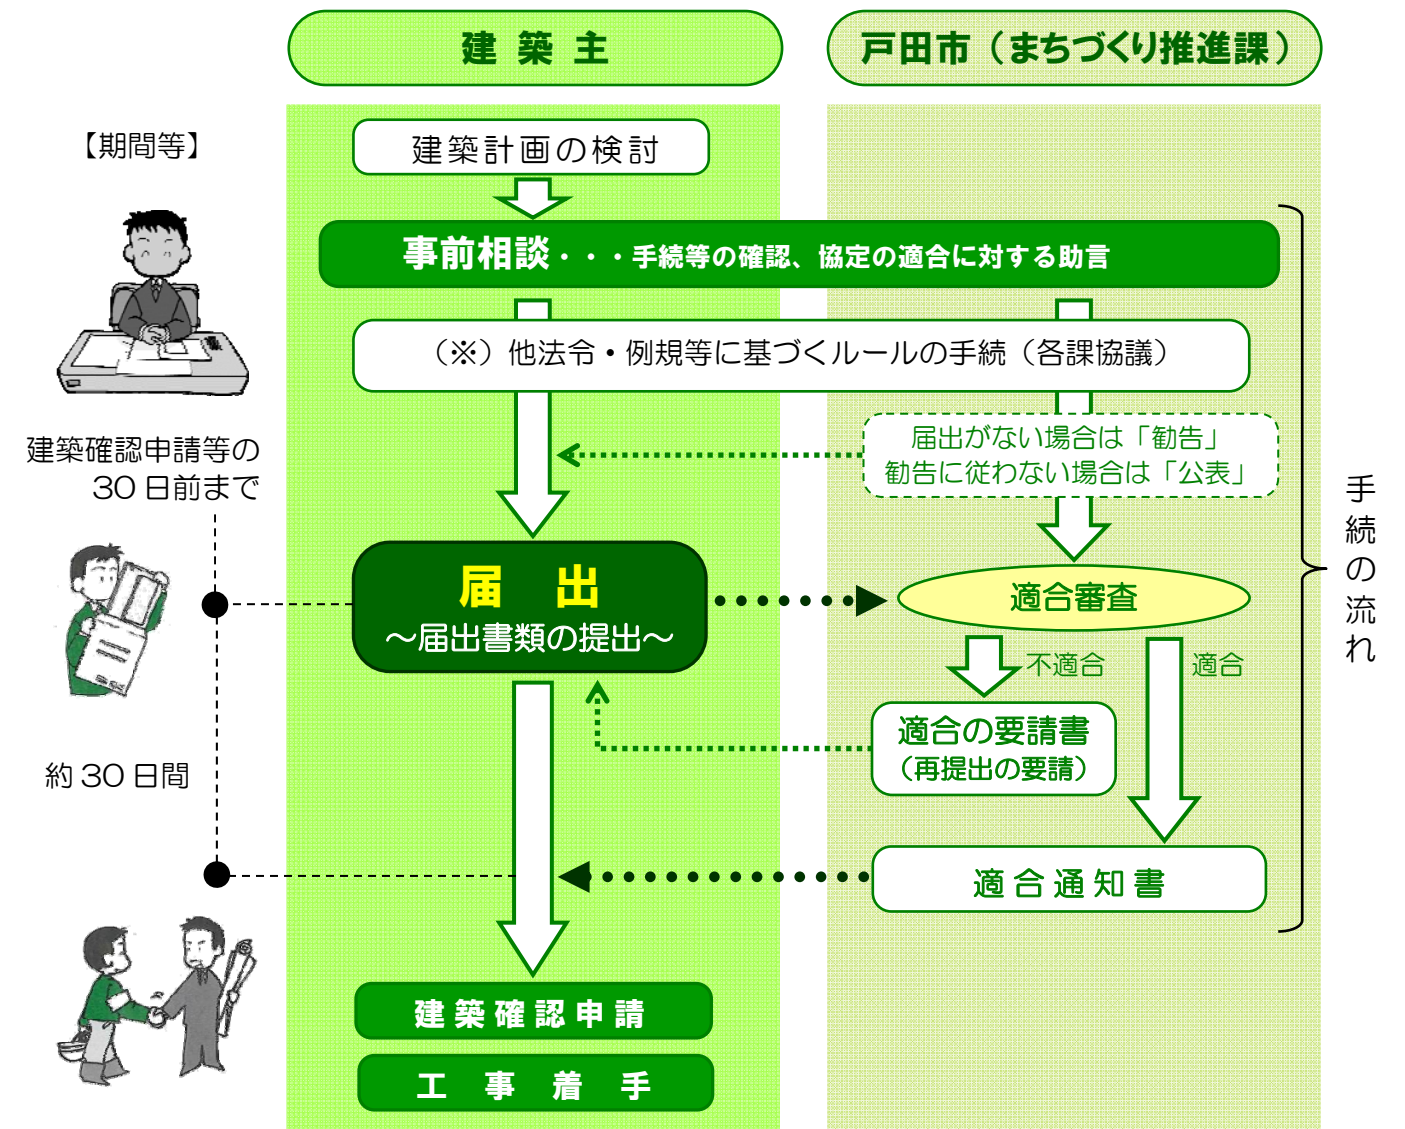 建築主
戸田市（まちづくり推進課）
【期間等】
建築計画の検討
事前相談・・・手続等の確認、協定の適合に対する助言
（※）他法令・例規等に基づくルールの手続（各課協議）
届出がない場合は「勧告」
勧告に従わない場合は「公表」
建築確認申請等の
30日前まで
手続の流れ
届出
～届出書類の提出～
適合審査
不適合
適合
適合の要請書
（再提出の要請）
約30日間
適合通知書
建築確認申請
工事着手